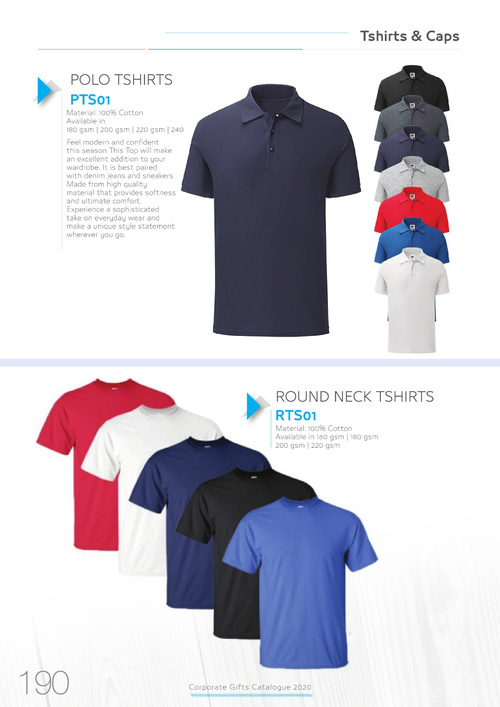 Tshirts & Caps
POLO TSHIRTS
PTS01
Material: 100% Cotton
Available in
180 gsm | 200 gsm | 220 gsm | 240
Feel modern and confident
this season This Top will make
an excellent addition to your
wardrobe. It is best paired
with denim jeans and sneakers.
Made from high quality
material that provides softness
and ultimate comfort.
Experience a sophisticated
take on everyday wear and
make a unique style statement
wherever you go.
ROUND NECK TSHIRTS
RTS01
Material: 100% Cotton
Available in 160 gsm | 180 gsm
200 gsm | 220 gsm
190
Corporate Gifts Catalogue 2020